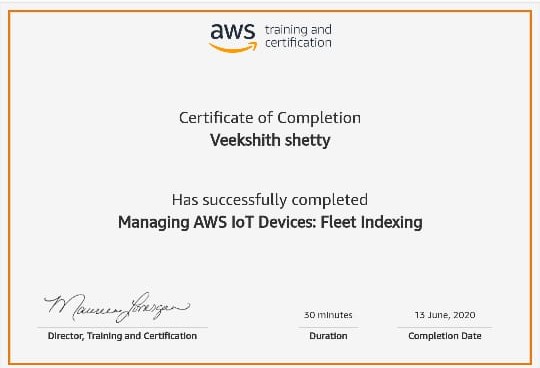 aws training and
certification
Certificate of Completion
Veekshith shetty
Has successfully completed
Managing AWS IoT Devices: Fleet Indexing
Maureen Lonergan
30 minutes
13 June, 2020
Director, Training and Certification
Duration
Completion Date